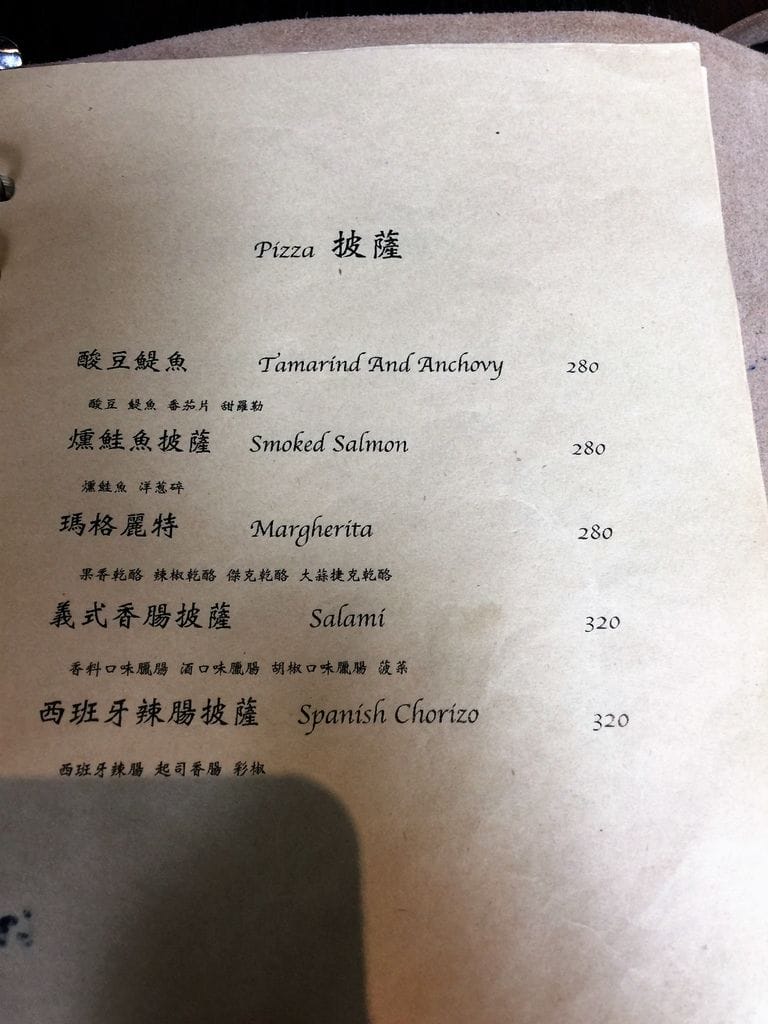 Pizza 披薩
酸豆鯷魚 Tamarind And Anchovy 280
酸豆 鯷魚 番茄片 甜羅勒
燻鮭魚披薩 Smoked Salmon 280
燻鮭魚 洋蔥碎
瑪格麗特 Margherita 280
果香乾酪 辣椒乾酪 傑克乾酪 大蒜捷克乾酪
義式香腸披薩 Salami 320
香料口味臘腸 酒口味臘腸 胡椒口味臘腸 菠菜
西班牙辣腸披薩 Spanish Chorizo 320
西班牙辣腸 起司香腸 彩椒